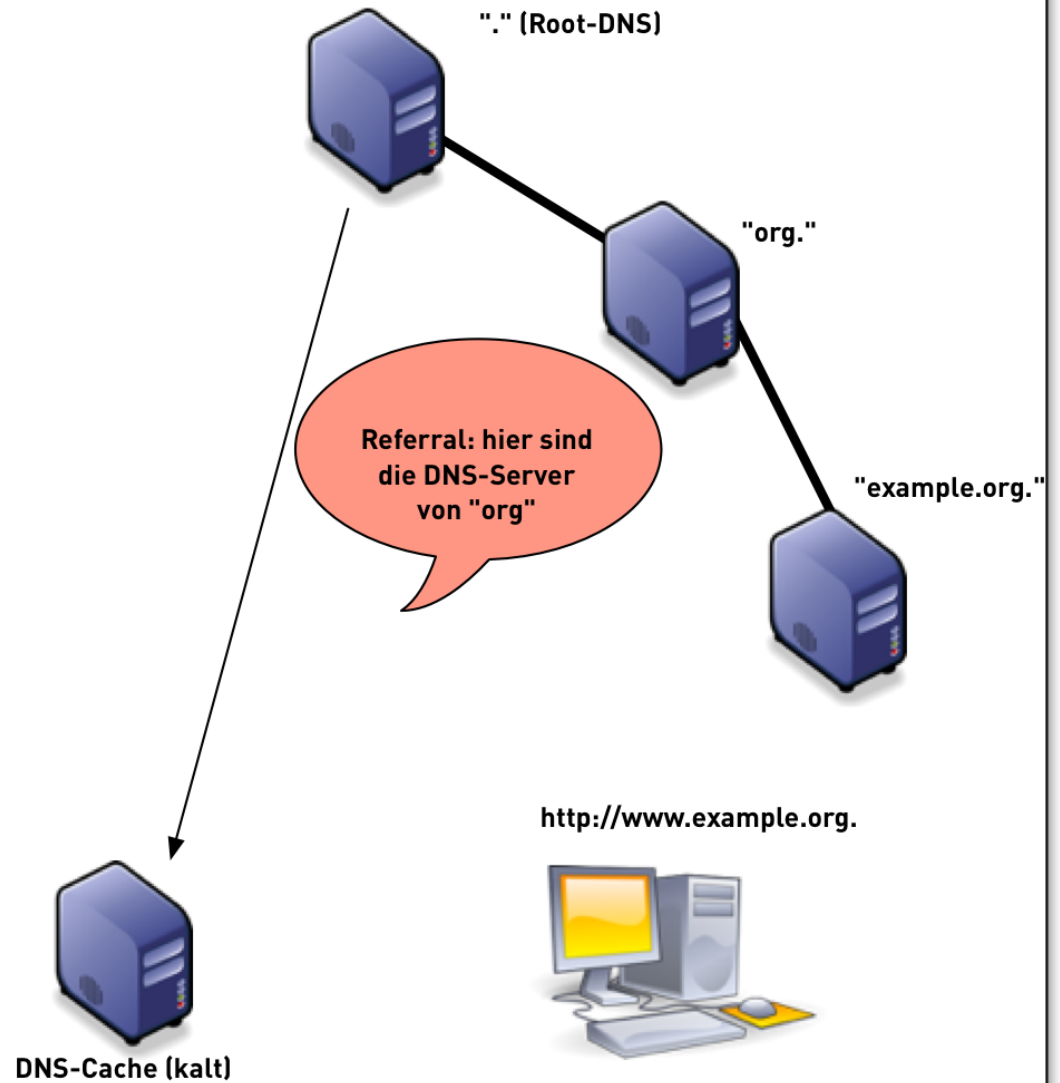 "." (Root-DNS)
"org."
Referral: hier sind
die DNS-Server
von "org"
"example.org."
http://www.example.org.
DNS-Cache (kalt)